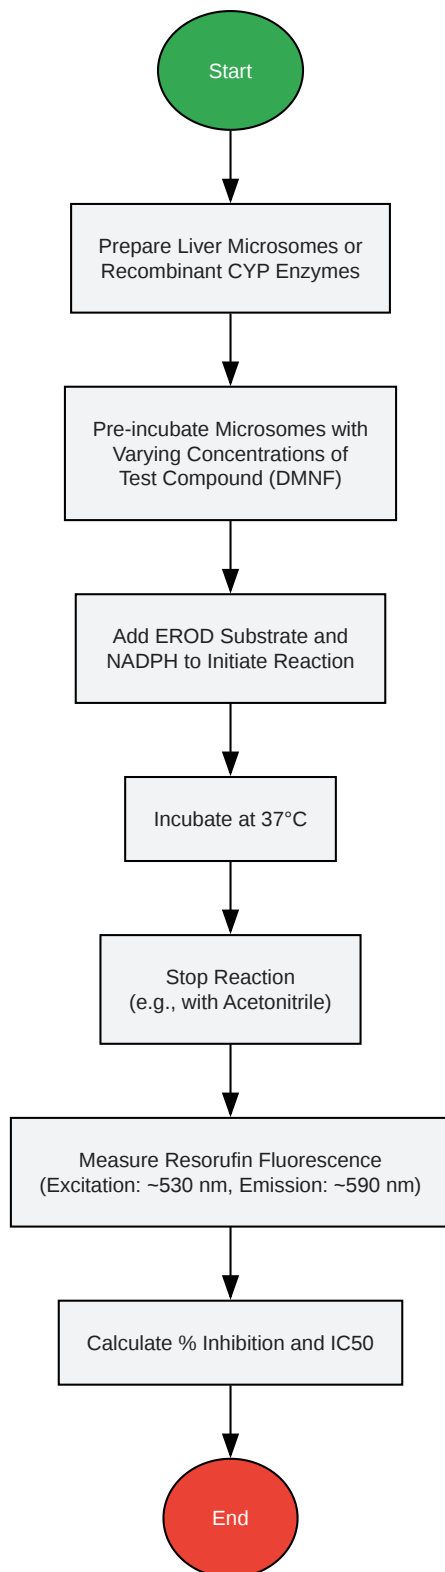 Start
Prepare Liver Microsomes or
Recombinant CYP Enzymes
Pre-incubate Microsomes with
Varying Concentrations of
Test Compound (DMNF)
Add EROD Substrate and
NADPH to Initiate Reaction
Incubate at 37°C
Stop Reaction
(e.g., with Acetonitrile)
Measure Resorufin Fluorescence
(Excitation: ~530 nm, Emission: ~590 nm)
Calculate % Inhibition and IC50
End